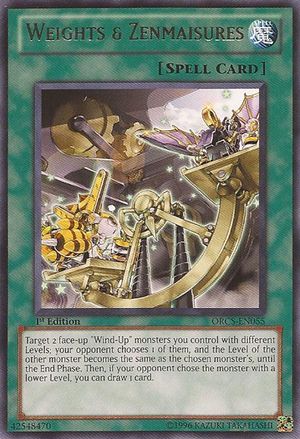 WEIGHTS & ZENMAISURES
[SPELL CARD]
1st Edition
ORCS-EN055
Target 2 face-up "Wind-Up" monsters you control with
different Levels; your opponent chooses 1 of them, and the Level of the
other monster becomes the same as the chosen monster's, until
the End Phase. Then, if your opponent chose the monster with
a lower Level, you can draw 1 card.
42548470
©1996 KAZUKI TAKAHASHI